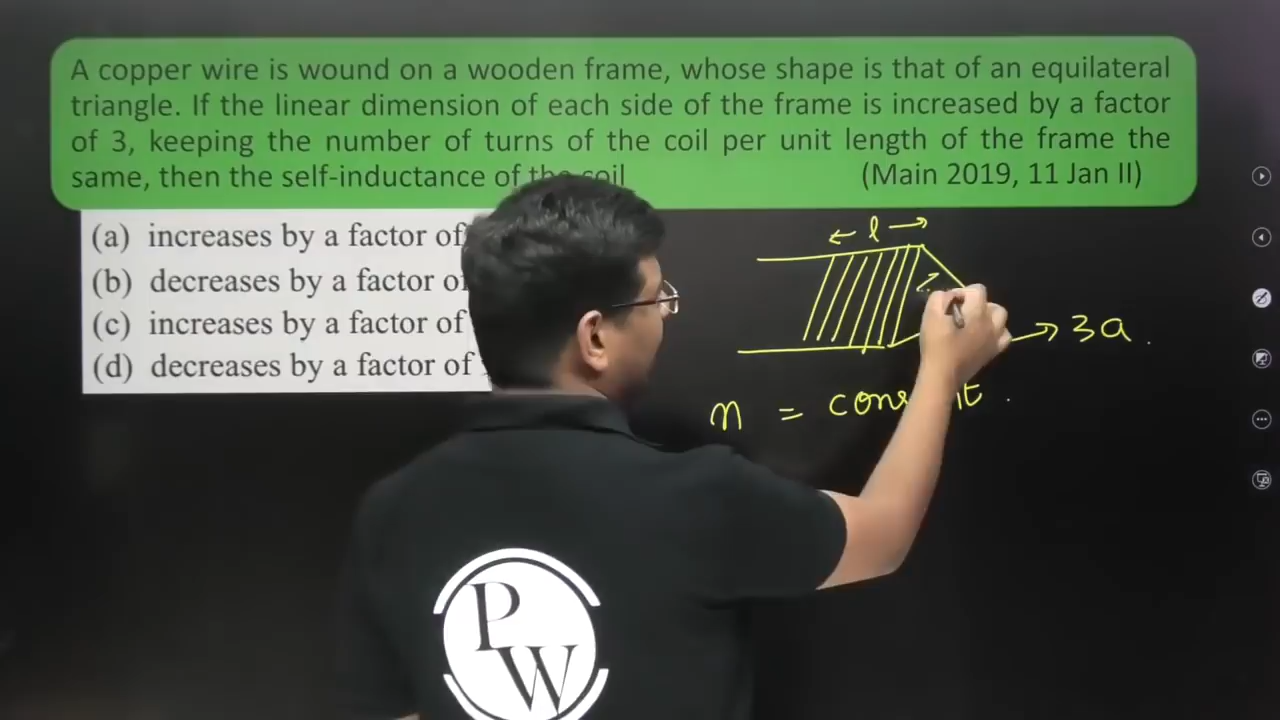 A copper wire is wound on a wooden frame, whose shape is that of an equilateral
triangle. If the linear dimension of each side of the frame is increased by a factor
of 3, keeping the number of turns of the coil per unit length of the frame the
same, then the self-inductance of the coil
(Main 2019, 11 Jan II)
(a) increases by a factor of
(b) decreases by a factor
(c) increases by a factor of
(d) decreases by a factor of
← l →
3a
n =
P
W